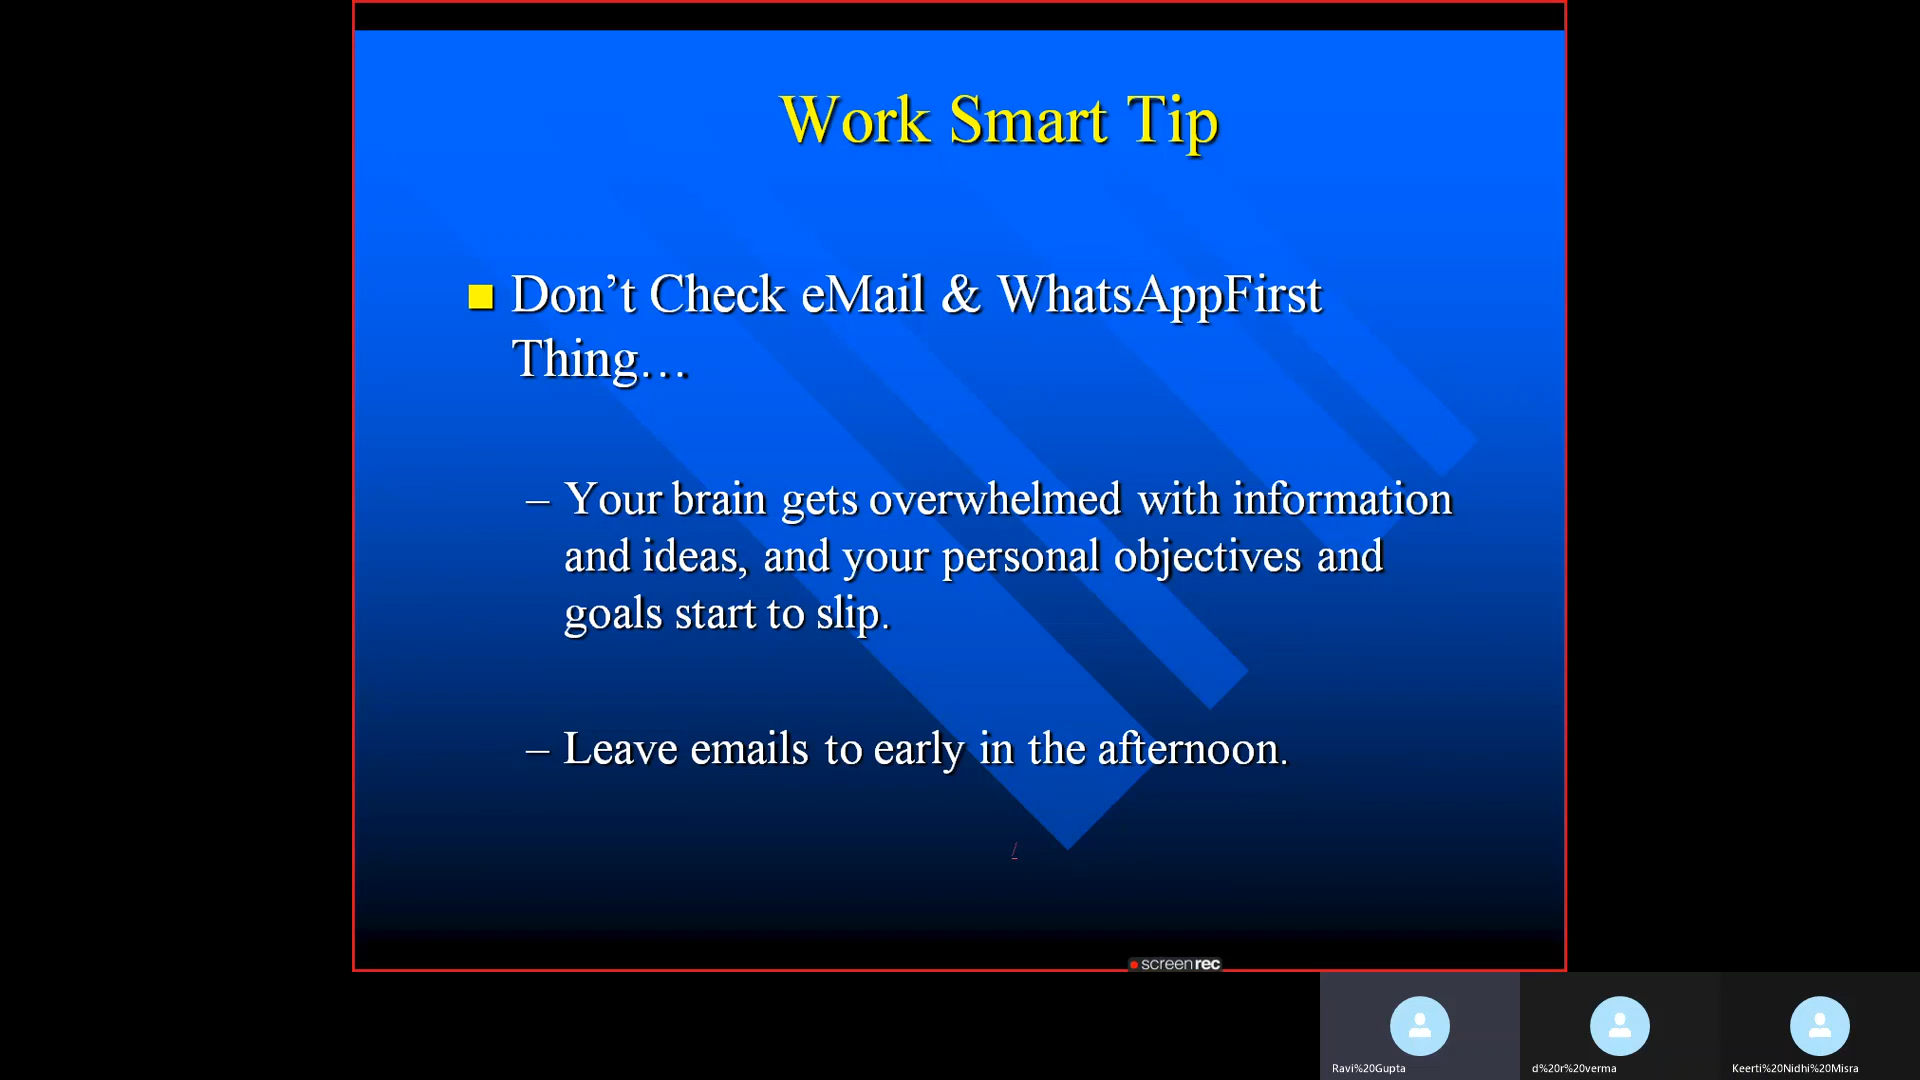 Work Smart Tip
Don’t Check eMail & WhatsAppFirst
Thing…
– Your brain gets overwhelmed with information
and ideas, and your personal objectives and
goals start to slip.
– Leave emails to early in the afternoon.
/
screenrec
Ravi%20Gupta
d%20r%20verma
Keerti%20Nidhi%20Misra